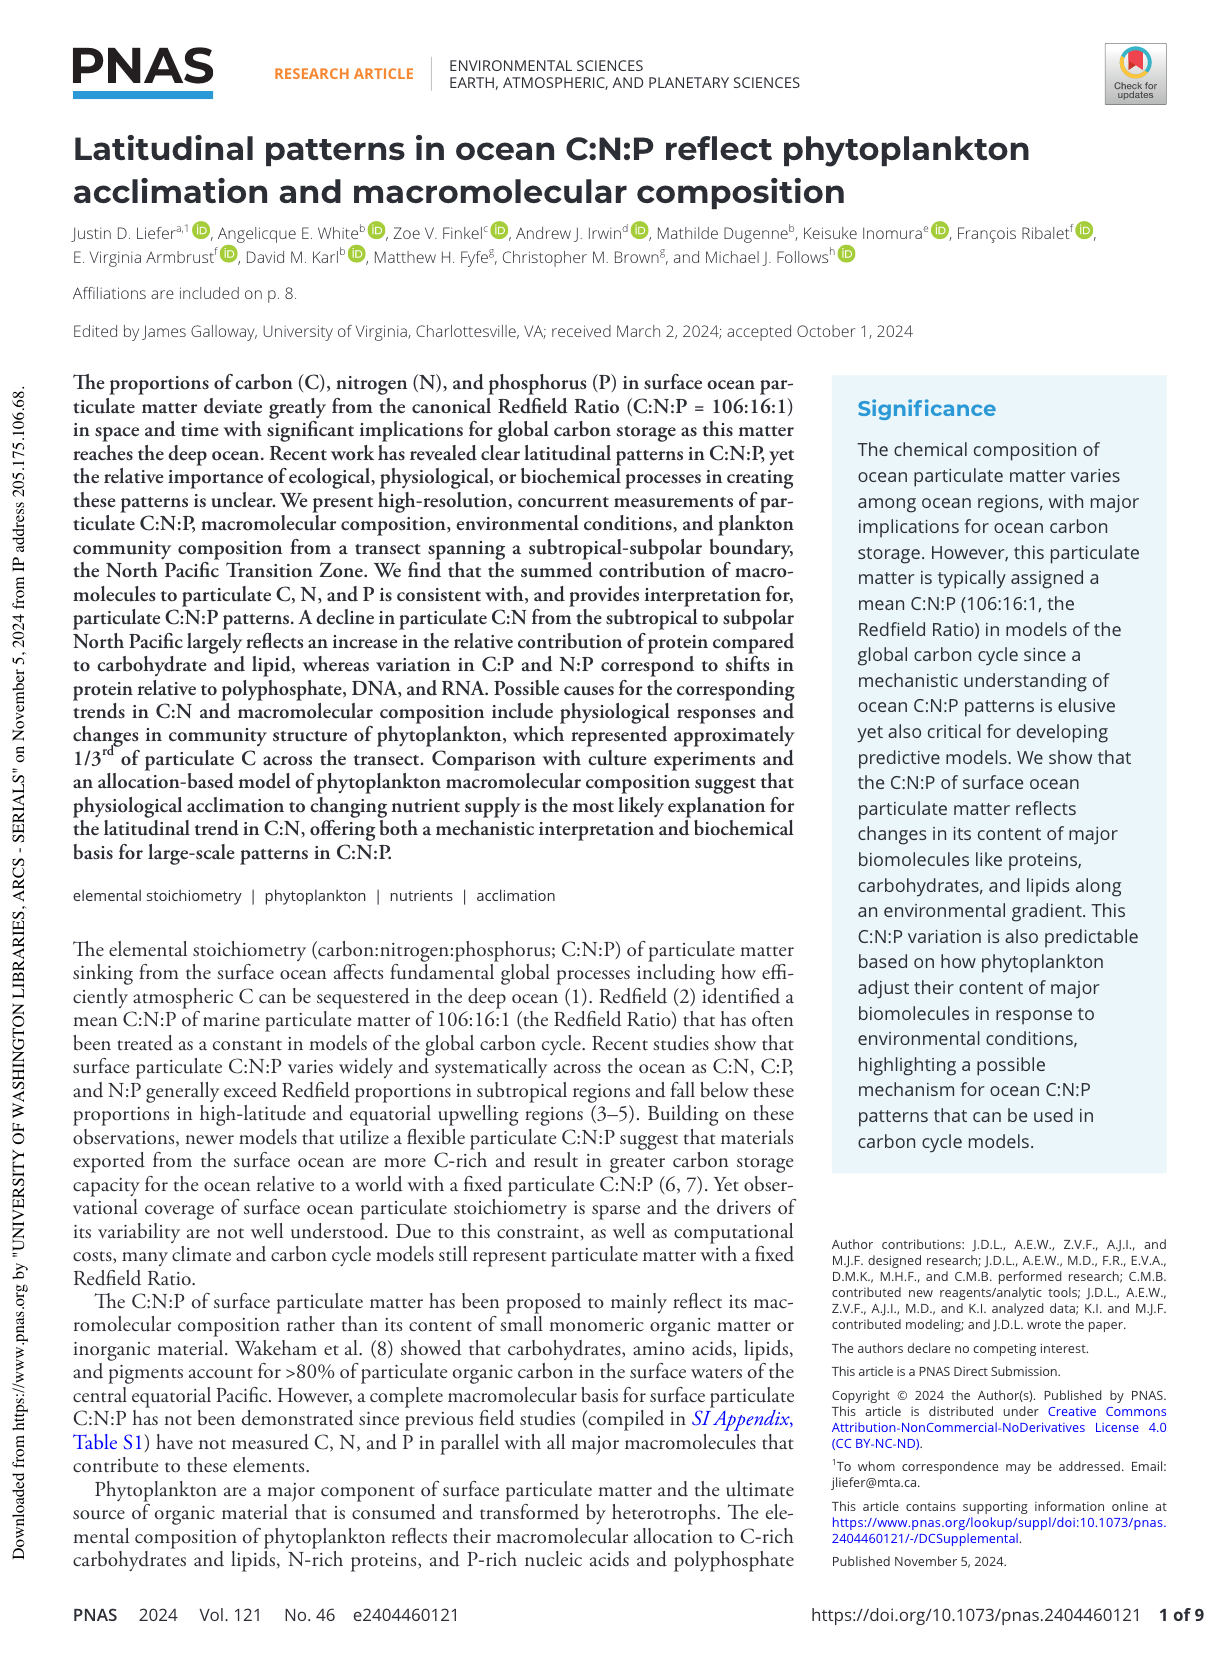 PNAS
RESEARCH ARTICLE
ENVIRONMENTAL SCIENCES
EARTH, ATMOSPHERIC, AND PLANETARY SCIENCES
Check for
updates
Latitudinal patterns in ocean C:N:P reflect phytoplankton
acclimation and macromolecular composition
Justin D. Liefera,1, Angelicque E. Whiteb, Zoe V. Finkelc, Andrew J. Irwind, Mathilde Dugenneb, Keisuke Inomurae, François Ribaletf,
E. Virginia Armbrustf, David M. Karlb, Matthew H. Fyfeg, Christopher M. Browng, and Michael J. Followsh
Affiliations are included on p. 8.
Edited by James Galloway, University of Virginia, Charlottesville, VA; received March 2, 2024; accepted October 1, 2024
The proportions of carbon (C), nitrogen (N), and phosphorus (P) in surface ocean par-
ticulate matter deviate greatly from the canonical Redfield Ratio (C:N:P = 106:16:1)
in space and time with significant implications for global carbon storage as this matter
reaches the deep ocean. Recent work has revealed clear latitudinal patterns in C:N:P, yet
the relative importance of ecological, physiological, or biochemical processes in creating
these patterns is unclear. We present high-resolution, concurrent measurements of par-
ticulate C:N:P, macromolecular composition, environmental conditions, and plankton
community composition from a transect spanning a subtropical-subpolar boundary,
the North Pacific Transition Zone. We find that the summed contribution of macro-
molecules to particulate C, N, and P is consistent with, and provides interpretation for,
particulate C:N:P patterns. A decline in particulate C:N from the subtropical to subpolar
North Pacific largely reflects an increase in the relative contribution of protein compared
to carbohydrate and lipid, whereas variation in C:P and N:P correspond to shifts in
protein relative to polyphosphate, DNA, and RNA. Possible causes for the corresponding
trends in C:N and macromolecular composition include physiological responses and
changes in community structure of phytoplankton, which represented approximately
1/3rd of particulate C across the transect. Comparison with culture experiments and
an allocation-based model of phytoplankton macromolecular composition suggest that
physiological acclimation to changing nutrient supply is the most likely explanation for
the latitudinal trend in C:N, offering both a mechanistic interpretation and biochemical
basis for large-scale patterns in C:N:P.
elemental stoichiometry | phytoplankton | nutrients | acclimation
The elemental stoichiometry (carbon:nitrogen:phosphorus; C:N:P) of particulate matter
sinking from the surface ocean affects fundamental global processes including how effi-
ciently atmospheric C can be sequestered in the deep ocean (1). Redfield (2) identified a
mean C:N:P of marine particulate matter of 106:16:1 (the Redfield Ratio) that has often
been treated as a constant in models of the global carbon cycle. Recent studies show that
surface particulate C:N:P varies widely and systematically across the ocean as C:N, C:P,
and N:P generally exceed Redfield proportions in subtropical regions and fall below these
proportions in high-latitude and equatorial upwelling regions (3–5). Building on these
observations, newer models that utilize a flexible particulate C:N:P suggest that materials
exported from the surface ocean are more C-rich and result in greater carbon storage
capacity for the ocean relative to a world with a fixed particulate C:N:P (6, 7). Yet obser-
vational coverage of surface ocean particulate stoichiometry is sparse and the drivers of
its variability are not well understood. Due to this constraint, as well as computational
costs, many climate and carbon cycle models still represent particulate matter with a fixed
Redfield Ratio.
The C:N:P of surface particulate matter has been proposed to mainly reflect its mac-
romolecular composition rather than its content of small monomeric organic matter or
inorganic material. Wakeham et al. (8) showed that carbohydrates, amino acids, lipids,
and pigments account for >80% of particulate organic carbon in the surface waters of the
central equatorial Pacific. However, a complete macromolecular basis for surface particulate
C:N:P has not been demonstrated since previous field studies (compiled in SI Appendix,
Table S1) have not measured C, N, and P in parallel with all major macromolecules that
contribute to these elements.
Phytoplankton are a major component of surface particulate matter and the ultimate
source of organic material that is consumed and transformed by heterotrophs. The ele-
mental composition of phytoplankton reflects their macromolecular allocation to C-rich
carbohydrates and lipids, N-rich proteins, and P-rich nucleic acids and polyphosphate
Significance
The chemical composition of
ocean particulate matter varies
among ocean regions, with major
implications for ocean carbon
storage. However, this particulate
matter is typically assigned a
mean C:N:P (106:16:1, the
Redfield Ratio) in models of the
global carbon cycle since a
mechanistic understanding of
ocean C:N:P patterns is elusive
yet also critical for developing
predictive models. We show that
the C:N:P of surface ocean
particulate matter reflects
changes in its content of major
biomolecules like proteins,
carbohydrates, and lipids along
an environmental gradient. This
C:N:P variation is also predictable
based on how phytoplankton
adjust their content of major
biomolecules in response to
environmental conditions,
highlighting a possible
mechanism for ocean C:N:P
patterns that can be used in
carbon cycle models.
Author contributions: J.D.L., A.E.W., Z.V.F., A.J.I., and
M.J.F. designed research; J.D.L., A.E.W., M.D., F.R., E.V.A.,
D.M.K., M.H.F., and C.M.B. performed research; C.M.B.
contributed new reagents/analytic tools; J.D.L., A.E.W.,
Z.V.F., A.J.I., M.D., and K.I. analyzed data; K.I. and M.J.F.
contributed modeling; and J.D.L. wrote the paper.
The authors declare no competing interest.
This article is a PNAS Direct Submission.
Copyright © 2024 the Author(s). Published by PNAS.
This article is distributed under Creative Commons
Attribution-NonCommercial-NoDerivatives License 4.0
(CC BY-NC-ND).
1To whom correspondence may be addressed. Email:
jliefer@mta.ca.
This article contains supporting information online at
https://www.pnas.org/lookup/suppl/doi:10.1073/pnas.
2404460121/-/DCSupplemental.
Published November 5, 2024.
PNAS 2024 Vol. 121 No. 46 e2404460121
https://doi.org/10.1073/pnas.2404460121 1 of 9
Downloaded from https://www.pnas.org by "UNIVERSITY OF WASHINGTON LIBRARIES, ARCS - SERIALS" on November 5, 2024 from IP address 205.175.106.68.